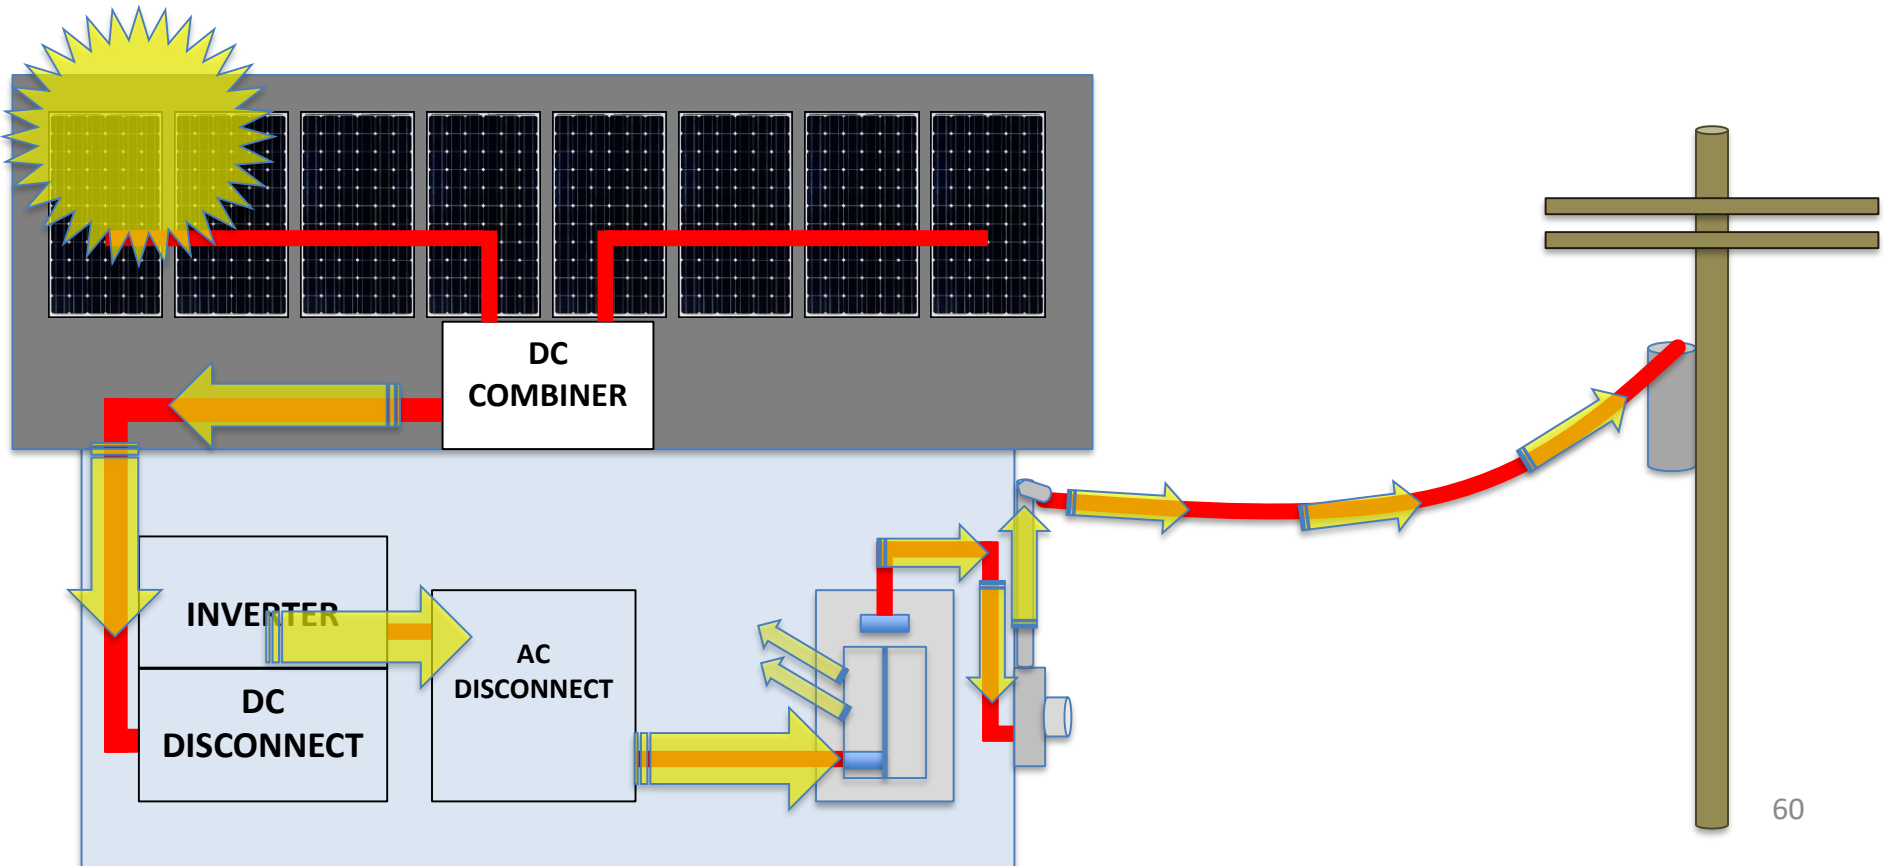 DC
COMBINER
INVERTER
DC
DISCONNECT
AC
DISCONNECT
60